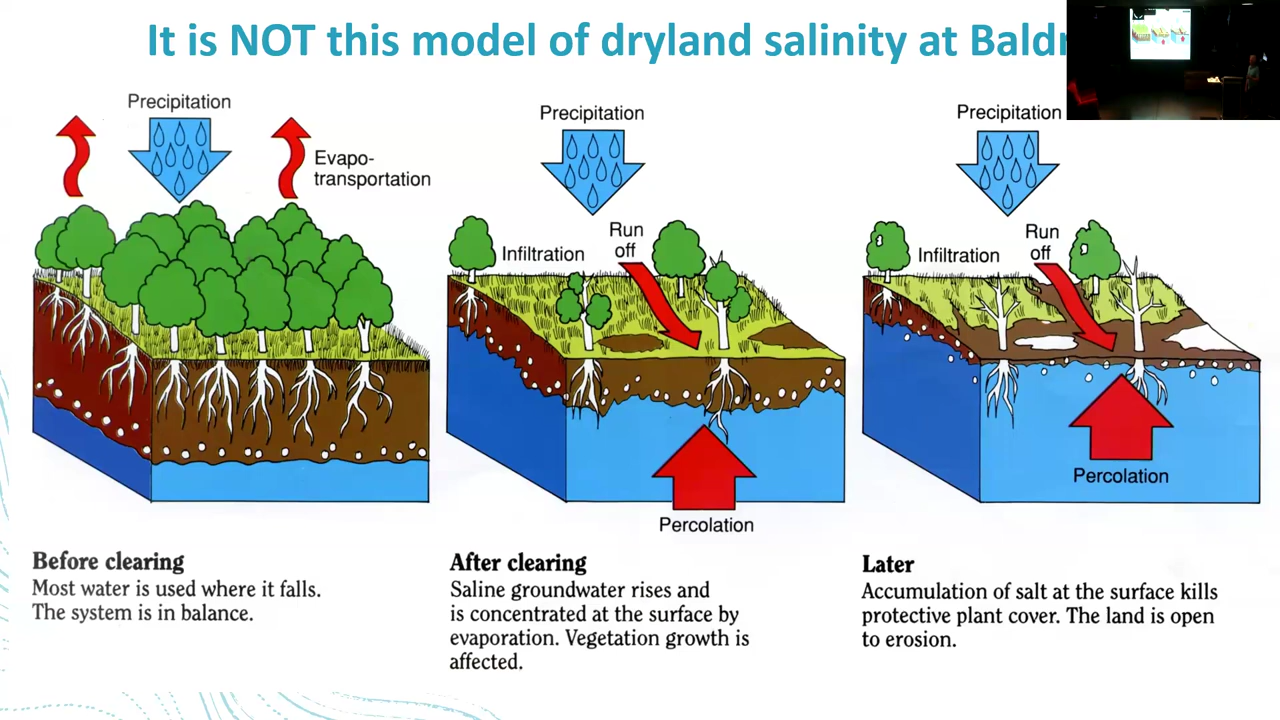 It is NOT this model of dryland salinity at
Precipitation
Evapo-
transportation
Precipitation
Infiltration
Run
off
Percolation
Precipitation
Infiltration
Run
off
Percolation
Before clearing
Most water is used where it falls.
The system is in balance.
After clearing
Saline groundwater rises and
is concentrated at the surface by
evaporation. Vegetation growth is
affected.
Later
Accumulation of salt at the surface kills
protective plant cover. The land is open
to erosion.